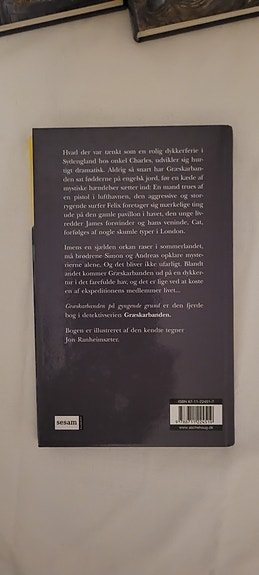 Hvad der var tænkt som en rolig dykkerferie i
Sydengland hos onkel Charles, udvikler sig hur-
tigt dramatisk. Aldrig så snart har Græskarban-
den sat fødderne på engelsk jord, før en kæde af
mystiske hændelser sætter ind: En mand trues af
en pistol i lufthavnen, den aggressive og stor-
rygende surfer Felix foretager sig mærkelige ting
ude på den gamle pavillon i havet, den unge liv-
redder James forsvinder og hans veninde, Cat,
forfølges af nogle skumle typer i London.
Imens en sjælden orkan raser i sommerlandet,
må brødrene Simon og Andreas opklare myste-
rierne alene. Og det bliver ikke ufarligt. Blandt
andet kommer Græskarbanden ud på en dykker-
tur i det farefulde hav, og det er lige ved at koste
en af ekspeditionens medlemmer livet...
Græskarbanden på gyngende grund er den fjerde
bog i detektivserien Græskarbanden.
Bogen er illustreret af den kendte tegner
Jon Ranheimsæter.
sesam
www.aschehoug.dk